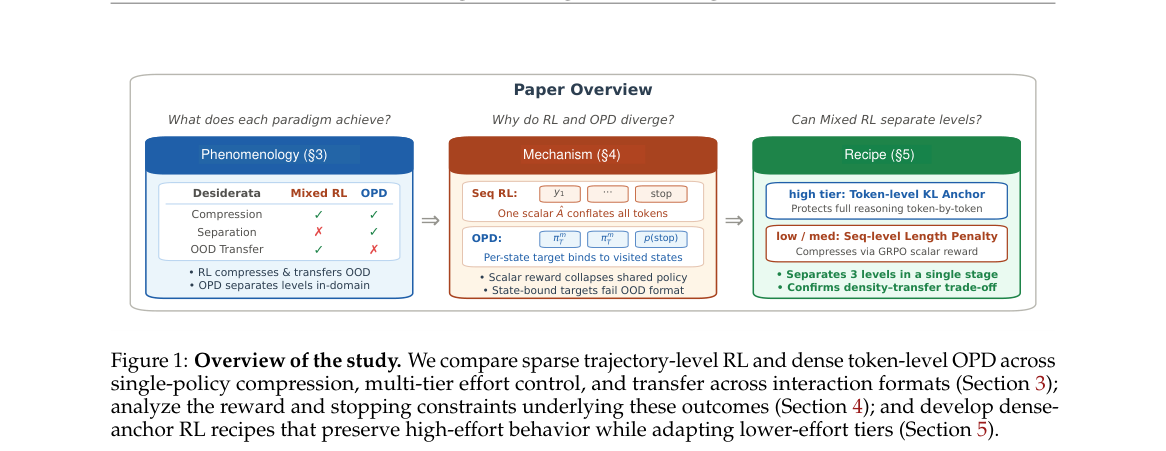 Paper Overview
What does each paradigm achieve?
Phenomenology (§3)
Desiderata Mixed RL OPD
Compression ✓ ✓
Separation ✗ ✓
OOD Transfer ✓ ✗
• RL compresses & transfers OOD
• OPD separates levels in-domain
⇒
Why do RL and OPD diverge?
Mechanism (§4)
Seq RL: y₁ ⋯ stop
One scalar Â conflates all tokens
OPD: π_T^m π_T^m p(stop)
Per-state target binds to visited states
• Scalar reward collapses shared policy
• State-bound targets fail OOD format
⇒
Can Mixed RL separate levels?
Recipe (§5)
high tier: Token-level KL Anchor
Protects full reasoning token-by-token
low / med: Seq-level Length Penalty
Compresses via GRPO scalar reward
• Separates 3 levels in a single stage
• Confirms density-transfer trade-off
Figure 1: Overview of the study. We compare sparse trajectory-level RL and dense token-level OPD across
single-policy compression, multi-tier effort control, and transfer across interaction formats (Section 3);
analyze the reward and stopping constraints underlying these outcomes (Section 4); and develop dense-
anchor RL recipes that preserve high-effort behavior while adapting lower-effort tiers (Section 5).